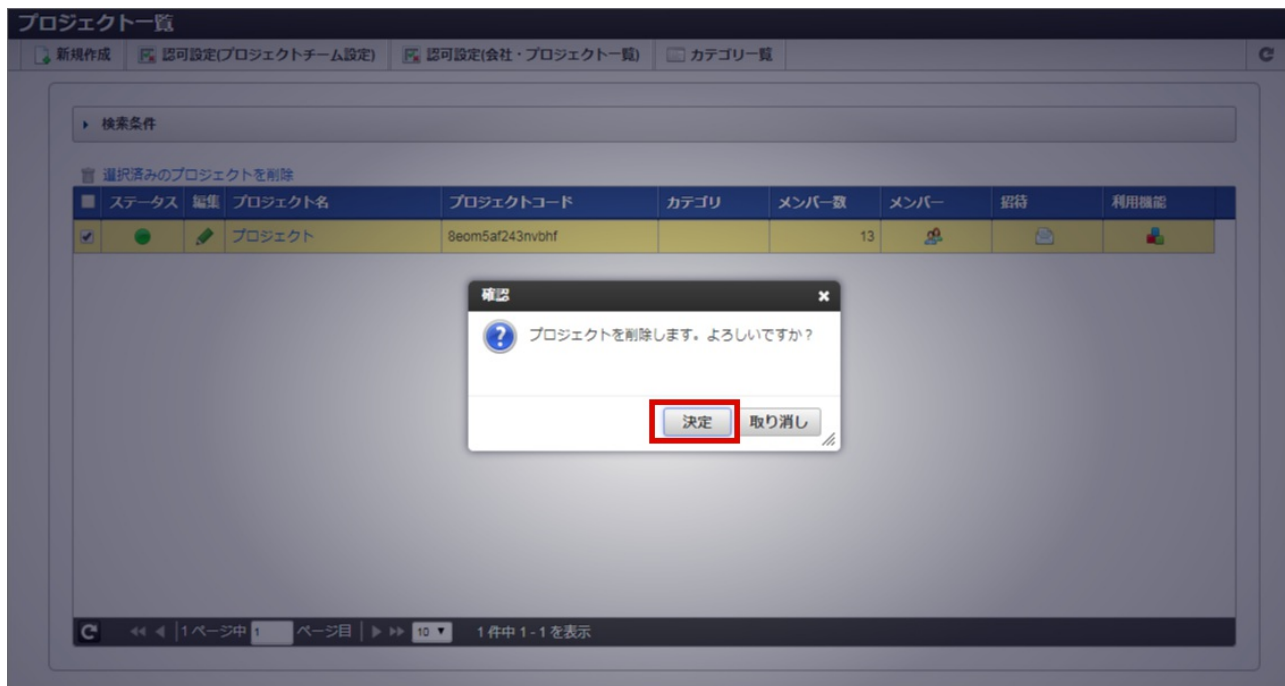 プロジェクト一覧
新規作成 認可設定(プロジェクトチーム設定) 認可設定(会社・プロジェクト一覧) カテゴリ一覧
検索条件
選択済みのプロジェクトを削除
ステータス 編集 プロジェクト名 プロジェクトコード カテゴリ メンバー数 メンバー 招待 利用機能
プロジェクト 8eom5af243nvbhf 13
確認
プロジェクトを削除します。よろしいですか？
決定 取り消し
1 ページ中 1 ページ目 10 1 件中 1 - 1 を表示